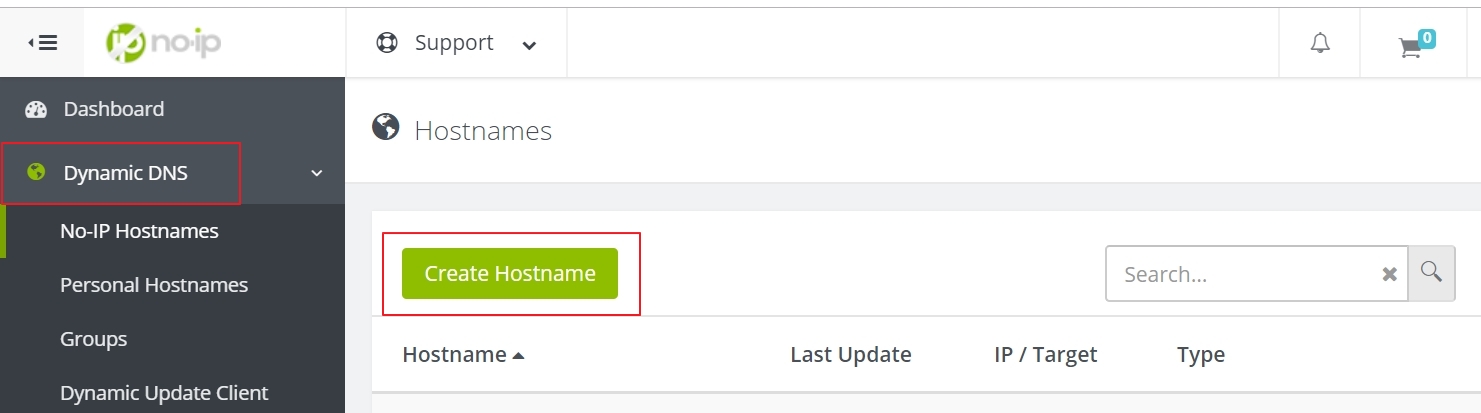 no-ip
Support
0
Dashboard
Hostnames
Dynamic DNS
No-IP Hostnames
Create Hostname
Search...
Personal Hostnames
Groups
Hostname
Last Update
IP / Target
Type
Dynamic Update Client